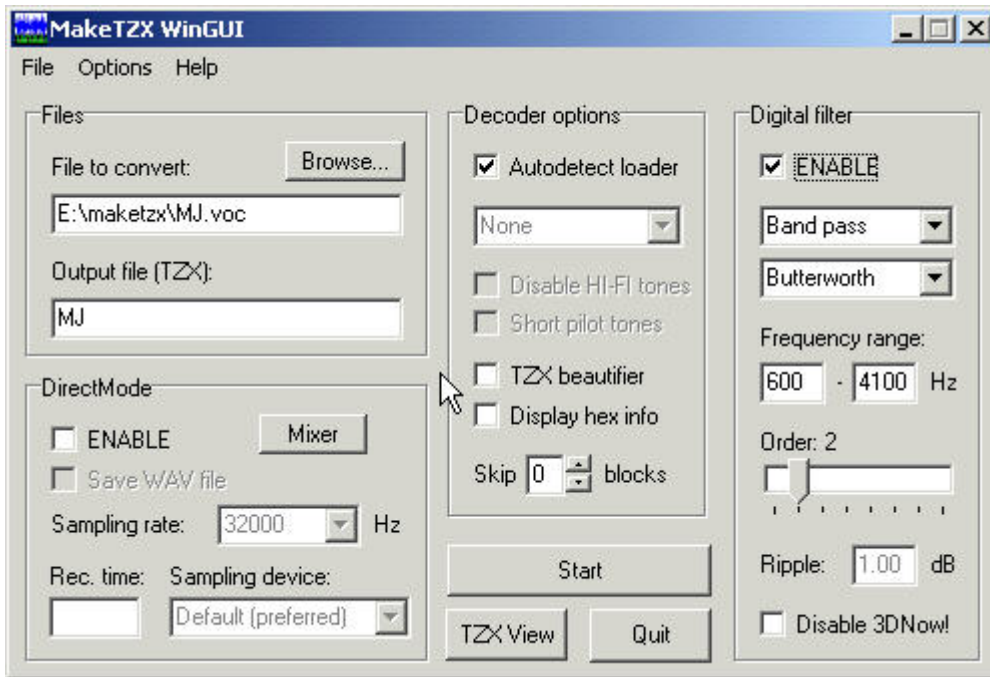 MakeTZX WinGUI
File Options Help
Files
File to convert:
Browse...
E:\maketzx\MJ.voc
Output file (TZX):
MJ
DirectMode
ENABLE
Mixer
Save WAV file
Sampling rate:
32000
Hz
Rec. time:
Sampling device:
Default (preferred)
Decoder options
Autodetect loader
None
Disable HI-FI tones
Short pilot tones
TZX beautifier
Display hex info
Skip 0 blocks
Start
TZX View
Quit
Digital filter
ENABLE
Band pass
Butterworth
Frequency range:
600 - 4100 Hz
Order: 2
Ripple: 1.00 dB
Disable 3DNow!